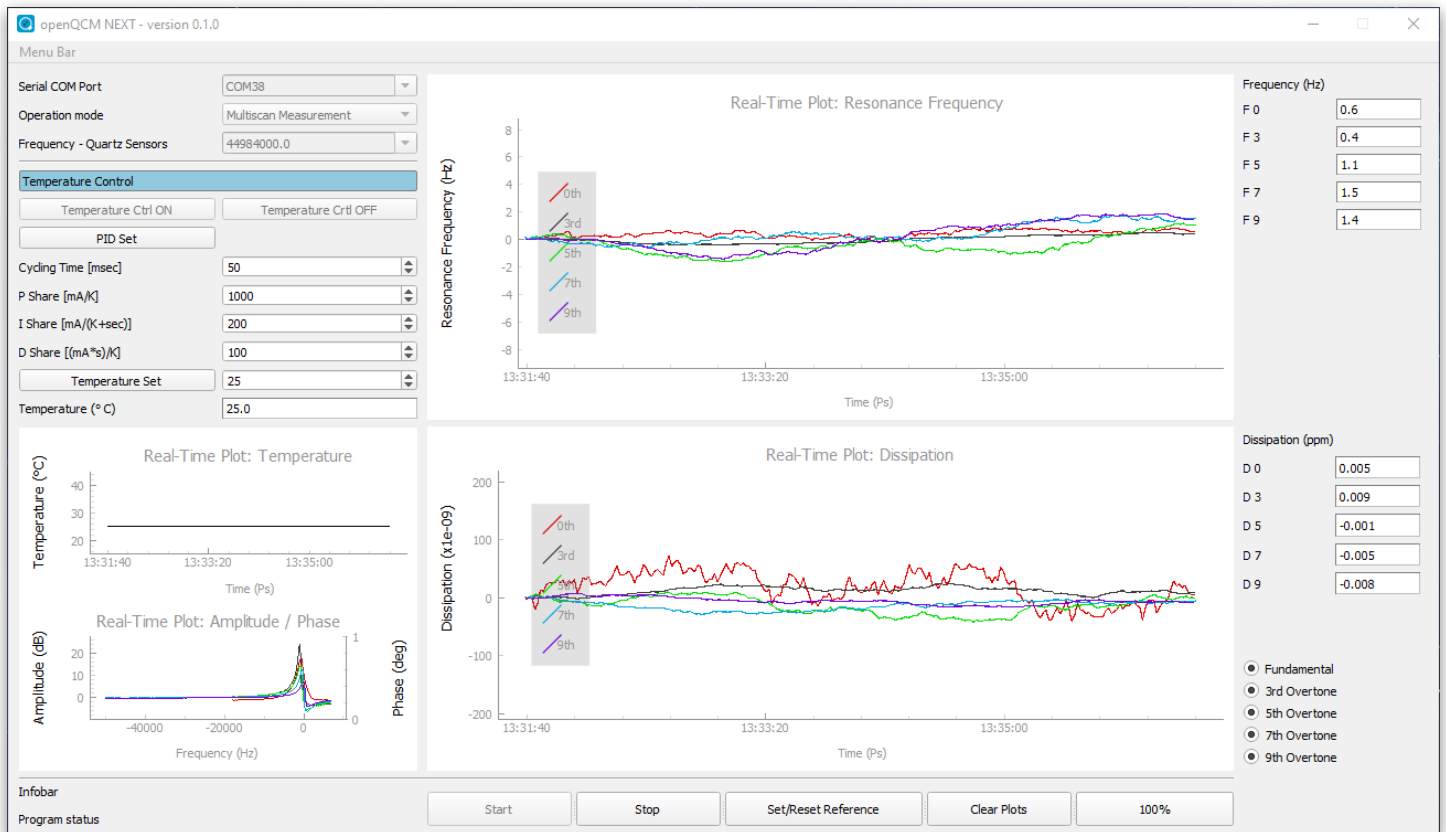 openQCM NEXT - version 0.1.0
Menu Bar
Serial COM Port COM38
Operation mode Multiscan Measurement
Frequency - Quartz Sensors 44984000.0
Temperature Control
Temperature Ctrl ON Temperature Crtl OFF
PID Set
Cycling Time [msec] 50
P Share [mA/K] 1000
I Share [mA/(K+sec)] 200
D Share [(mA*s)/K] 100
Temperature Set 25
Temperature (° C) 25.0
Real-Time Plot: Resonance Frequency
Resonance Frequency (Hz)
8
6
4
2
0
-2
-4
-6
-8
0th
3rd
5th
7th
9th
13:31:40 13:33:20 13:35:00
Time (Ps)
Frequency (Hz)
F 0 0.6
F 3 0.4
F 5 1.1
F 7 1.5
F 9 1.4
Real-Time Plot: Temperature
Temperature (°C)
40
30
20
13:31:40 13:33:20 13:35:00
Time (Ps)
Real-Time Plot: Amplitude / Phase
Amplitude (dB)
20
10
0
1
0
Phase (deg)
-40000 -20000 0
Frequency (Hz)
Real-Time Plot: Dissipation
Dissipation (x1e-09)
200
100
0
-100
-200
0th
3rd
5th
7th
9th
13:31:40 13:33:20 13:35:00
Time (Ps)
Dissipation (ppm)
D 0 0.005
D 3 0.009
D 5 -0.001
D 7 -0.005
D 9 -0.008
Fundamental
3rd Overtone
5th Overtone
7th Overtone
9th Overtone
Infobar
Program status
Start Stop Set/Reset Reference Clear Plots 100%